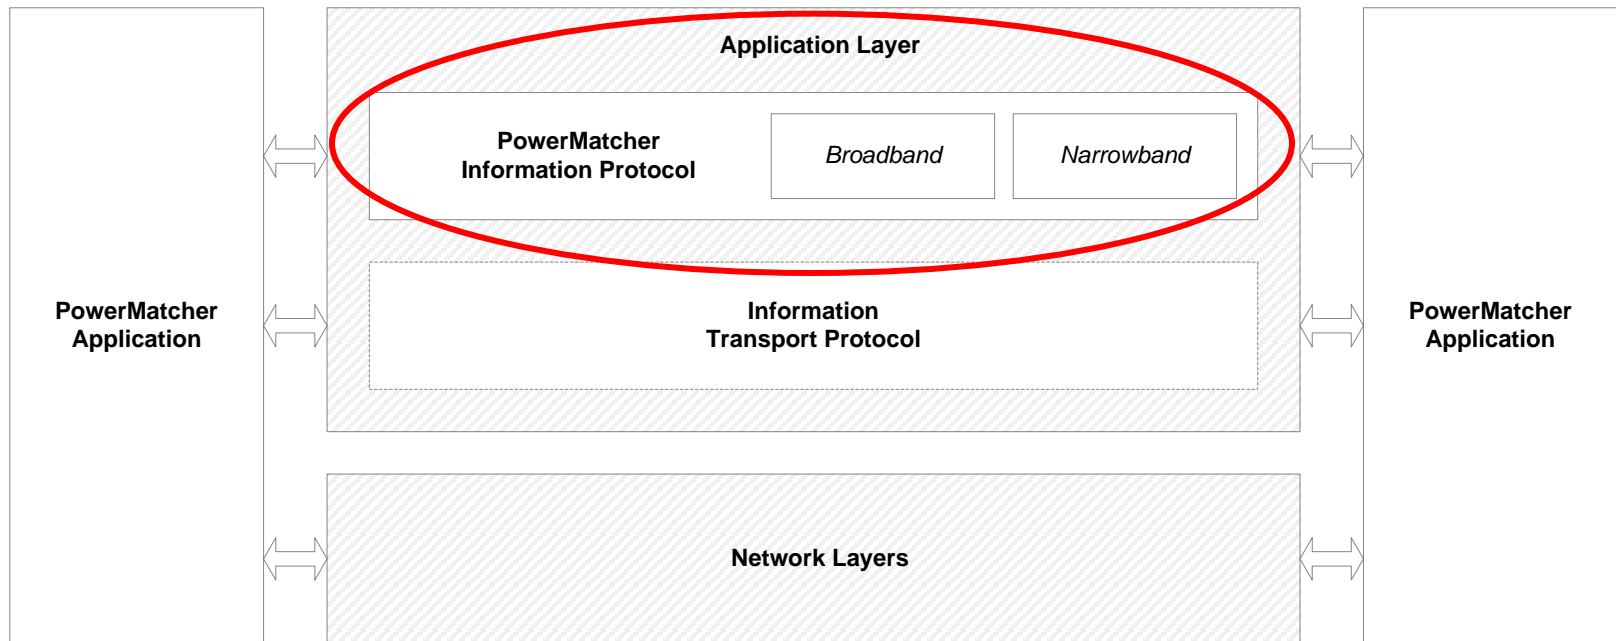 Application Layer
PowerMatcher
Information Protocol
Broadband
Narrowband
PowerMatcher
Application
Information
Transport Protocol
PowerMatcher
Application
Network Layers